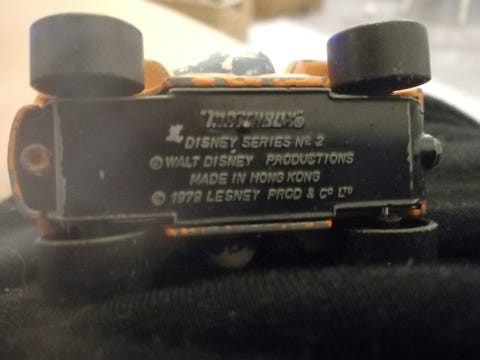 "MATCHBOX"®
DISNEY SERIES Nº 2
© WALT DISNEY PRODUCTIONS
MADE IN HONG KONG
© 1979 LESNEY PROD & Cº LTD